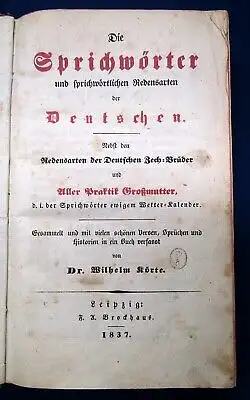 Die
Sprichwörter
und sprichwörtlichen Redensarten
der
Deutschen.
Nebst den
Redensarten der Deutschen Zech-Brüder
und
Aller Praktik Großmutter,
d. i. der Sprichwörter ewigem Wetter-Kalender.
Gesammelt und mit vielen schönen Versen, Sprüchen und
Historien in ein Buch verfasst
von
Dr. Wilhelm Körte.
Leipzig:
F. A. Brockhaus.
1837.